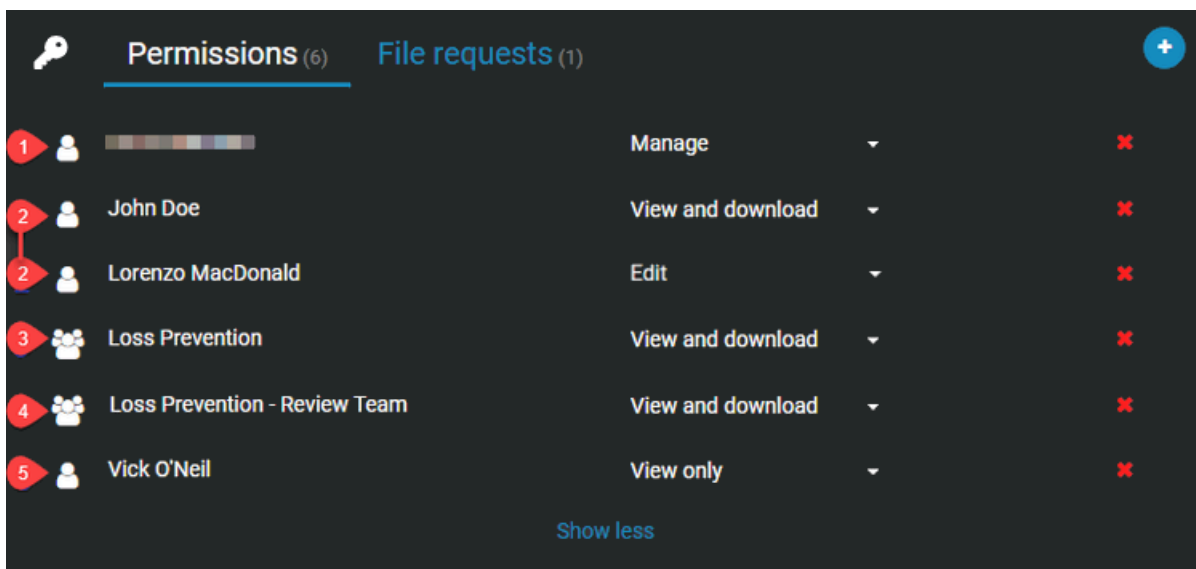 Permissions (6) File requests (1)
1 Manage
2 John Doe View and download
2 Lorenzo MacDonald Edit
3 Loss Prevention View and download
4 Loss Prevention - Review Team View and download
5 Vick O'Neil View only
Show less